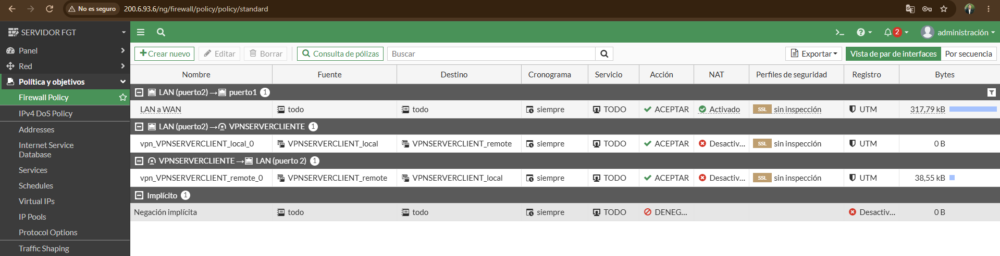 No es seguro 200.6.93.6/ng/firewall/policy/policy/standard
SERVIDOR FGT
2
administración
Panel
Red
Política y objetivos
Firewall Policy
IPv4 DoS Policy
Addresses
Internet Service
Database
Services
Schedules
Virtual IPs
IP Pools
Protocol Options
Traffic Shaping
Crear nuevo Editar Borrar Consulta de pólizas Buscar Exportar Vista de par de interfaces Por secuencia
Nombre Fuente Destino Cronograma Servicio Acción NAT Perfiles de seguridad Registro Bytes
LAN (puerto2) → puerto1 1
LAN a WAN todo todo siempre TODO ACEPTAR Activado SSL sin inspección UTM 317,79 kB
LAN (puerto2) → VPNSERVERCLIENTE 1
vpn_VPNSERVERCLIENT_local_0 VPNSERVERCLIENT_local VPNSERVERCLIENT_remote siempre TODO ACEPTAR Desactiv... SSL sin inspección UTM 0 B
VPNSERVERCLIENTE → LAN (puerto 2) 1
vpn_VPNSERVERCLIENT_remote_0 VPNSERVERCLIENT_remote VPNSERVERCLIENT_local siempre TODO ACEPTAR Desactiv... SSL sin inspección UTM 38,55 kB
Implícito 1
Negación implícita todo todo siempre TODO DENEG... Desactiv... 0 B